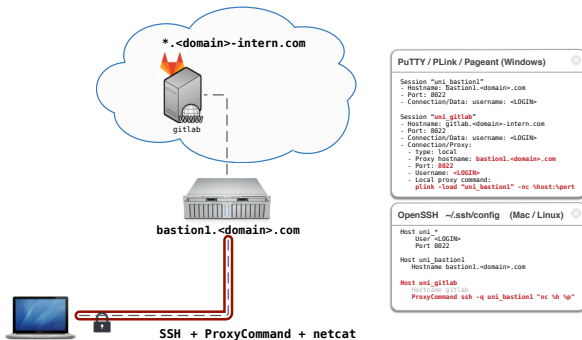 *.<domain>-intern.com
gitlab
bastion1.<domain>.com
SSH + ProxyCommand + netcat
PuTTY / PLink / Pageant (Windows)
Session "uni_bastion1"
- Hostname: bastion1.<domain>.com
- Port: 8022
- Connection/Data: username: <LOGIN>
Session "uni_gitlab"
- Hostname: gitlab.<domain>-intern.com
- Port: 8022
- Connection/Data: username: <LOGIN>
- Connection/Proxy:
- type: local
- Proxy hostname: bastion1.<domain>.com
- Port: 8022
- Username: <LOGIN>
- Local proxy command:
plink -load "uni_bastion1" -nc %host:%port
OpenSSH ~/.ssh/config (Mac / Linux)
Host uni_*
User <LOGIN>
Port 8022
Host uni_bastion1
Hostname bastion1.<domain>.com
Host uni_gitlab
Hostname gitlab
ProxyCommand ssh -q uni_bastion1 "nc %h %p"